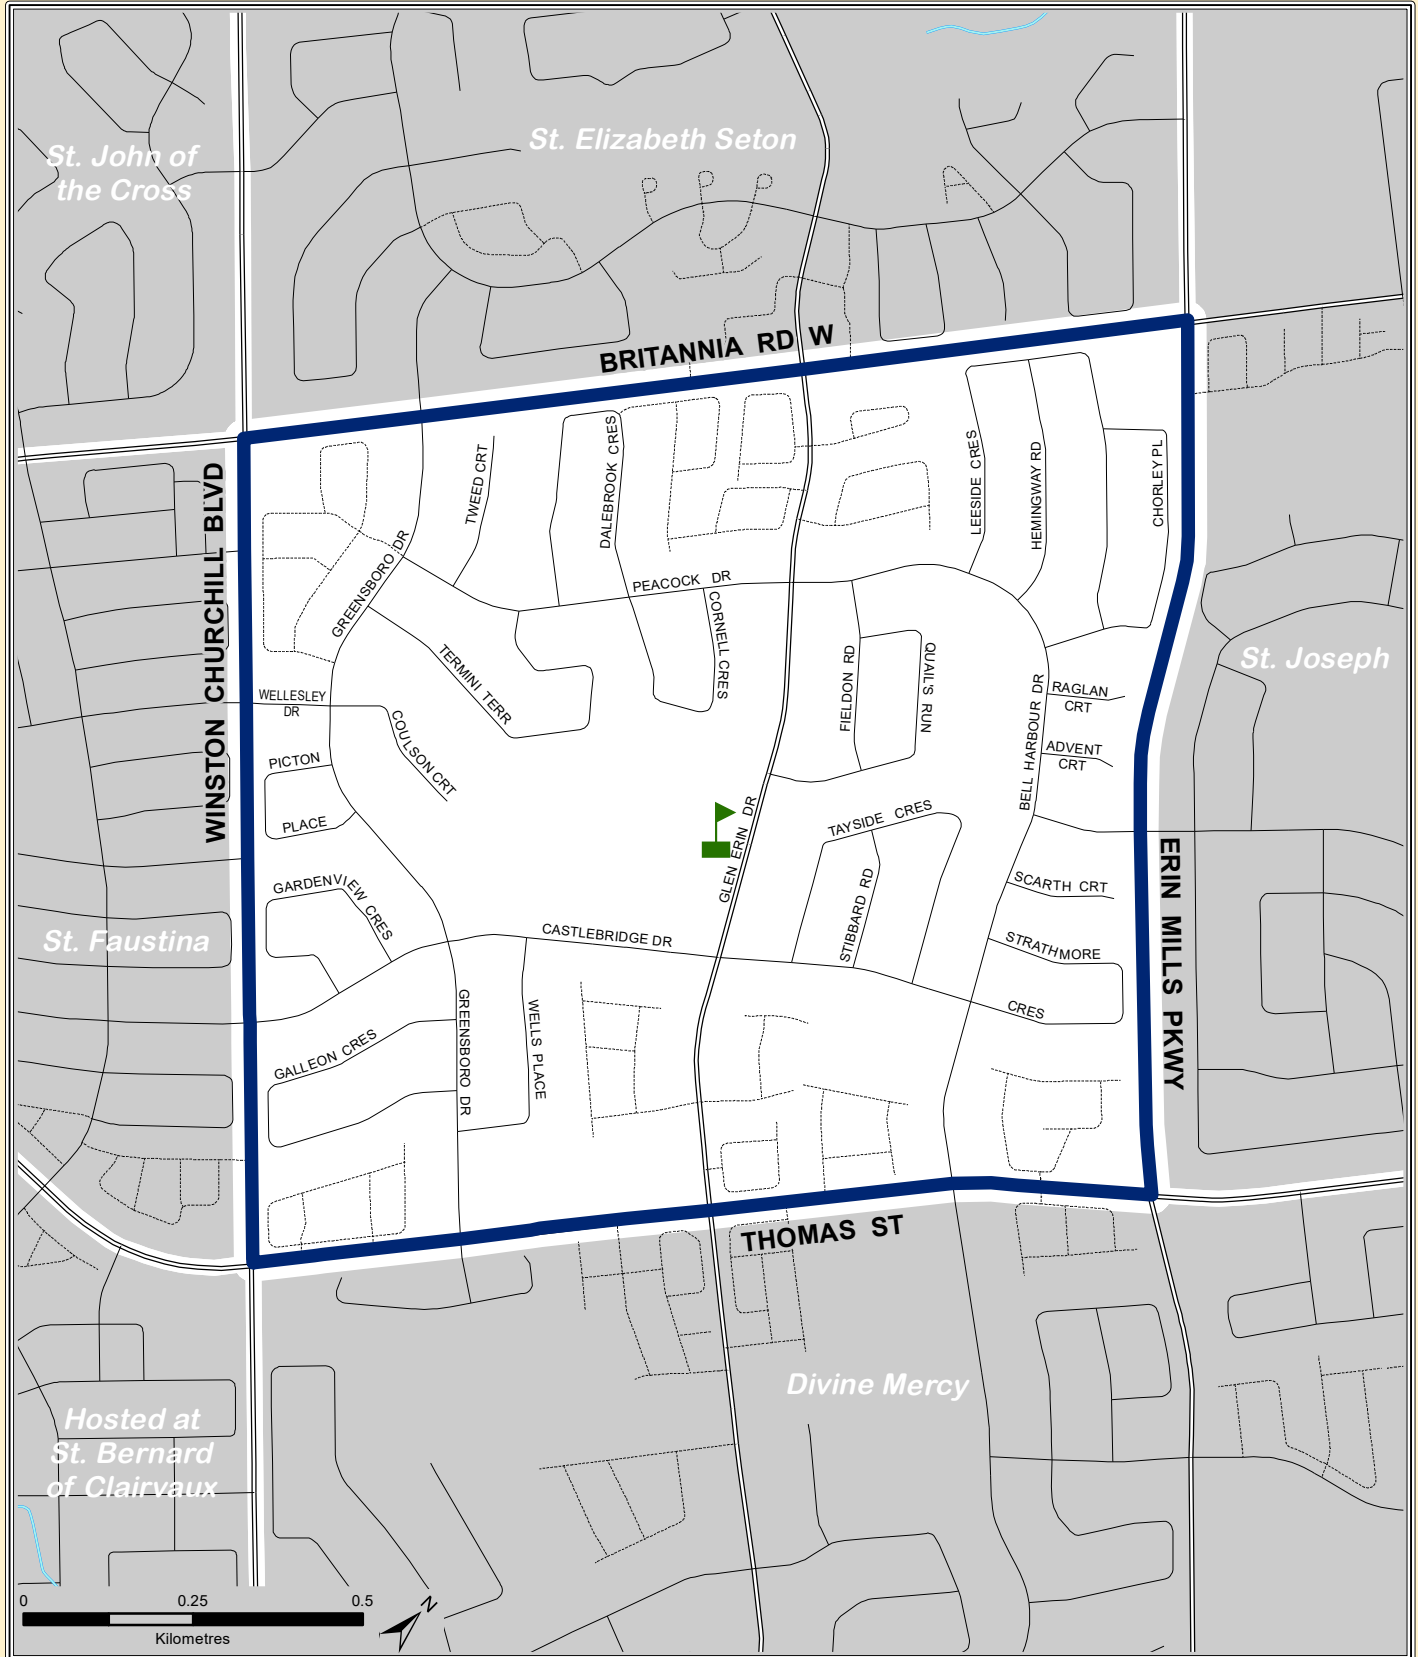 St. John of
the Cross
St. Elizabeth Seton
BRITANNIA RD W
WINSTON CHURCHILL BLVD
TWEED CRT
DALEBROOK CRES
LEESIDE CRES
HEMINGWAY RD
CHORLEY PL
GREENSBORO DR
PEACOCK DR
CORNELL CRES
TERMINI TERR
FIELDON RD
QUAIL'S RUN
St. Joseph
WELLESLEY
DR
COULSON CRT
BELL HARBOUR DR
RAGLAN
CRT
ADVENT
CRT
PICTON
PLACE
GLEN ERIN DR
TAYSIDE CRES
STIBBARD RD
ERIN MILLS PKWY
GARDENVIEW CRES
SCARTH CRT
St. Faustina
CASTLEBRIDGE DR
STRATHMORE
CRES
GREENSBORO DR
WELLS PLACE
GALLEON CRES
THOMAS ST
Divine Mercy
Hosted at
St. Bernard
of Clairvaux
0 0.25 0.5
Kilometres
N